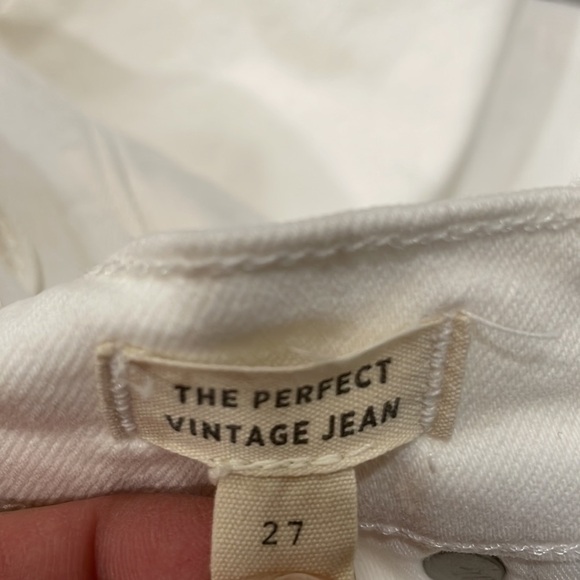 THE PERFECT
VINTAGE JEAN
27